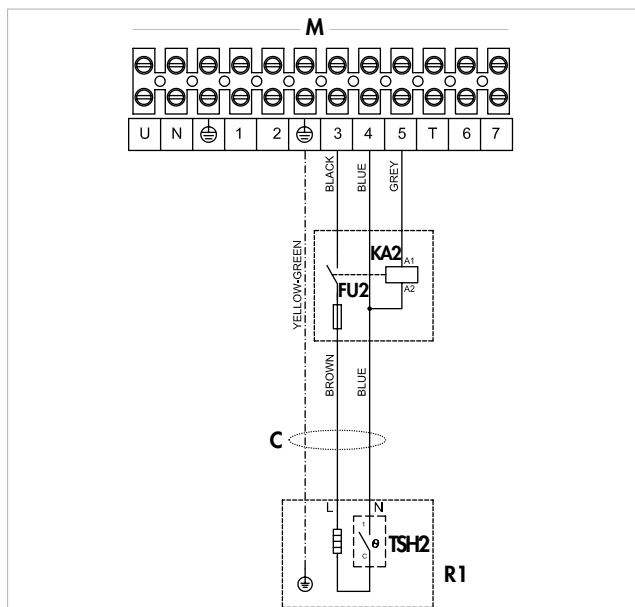 M
U N 1 2 3 4 5 T 6 7
BLACK
BLUE
GREY
YELLOW-GREEN
KA2
A1
A2
FU2
BROWN
BLUE
C
L N
1
θ
C
TSH2
R1